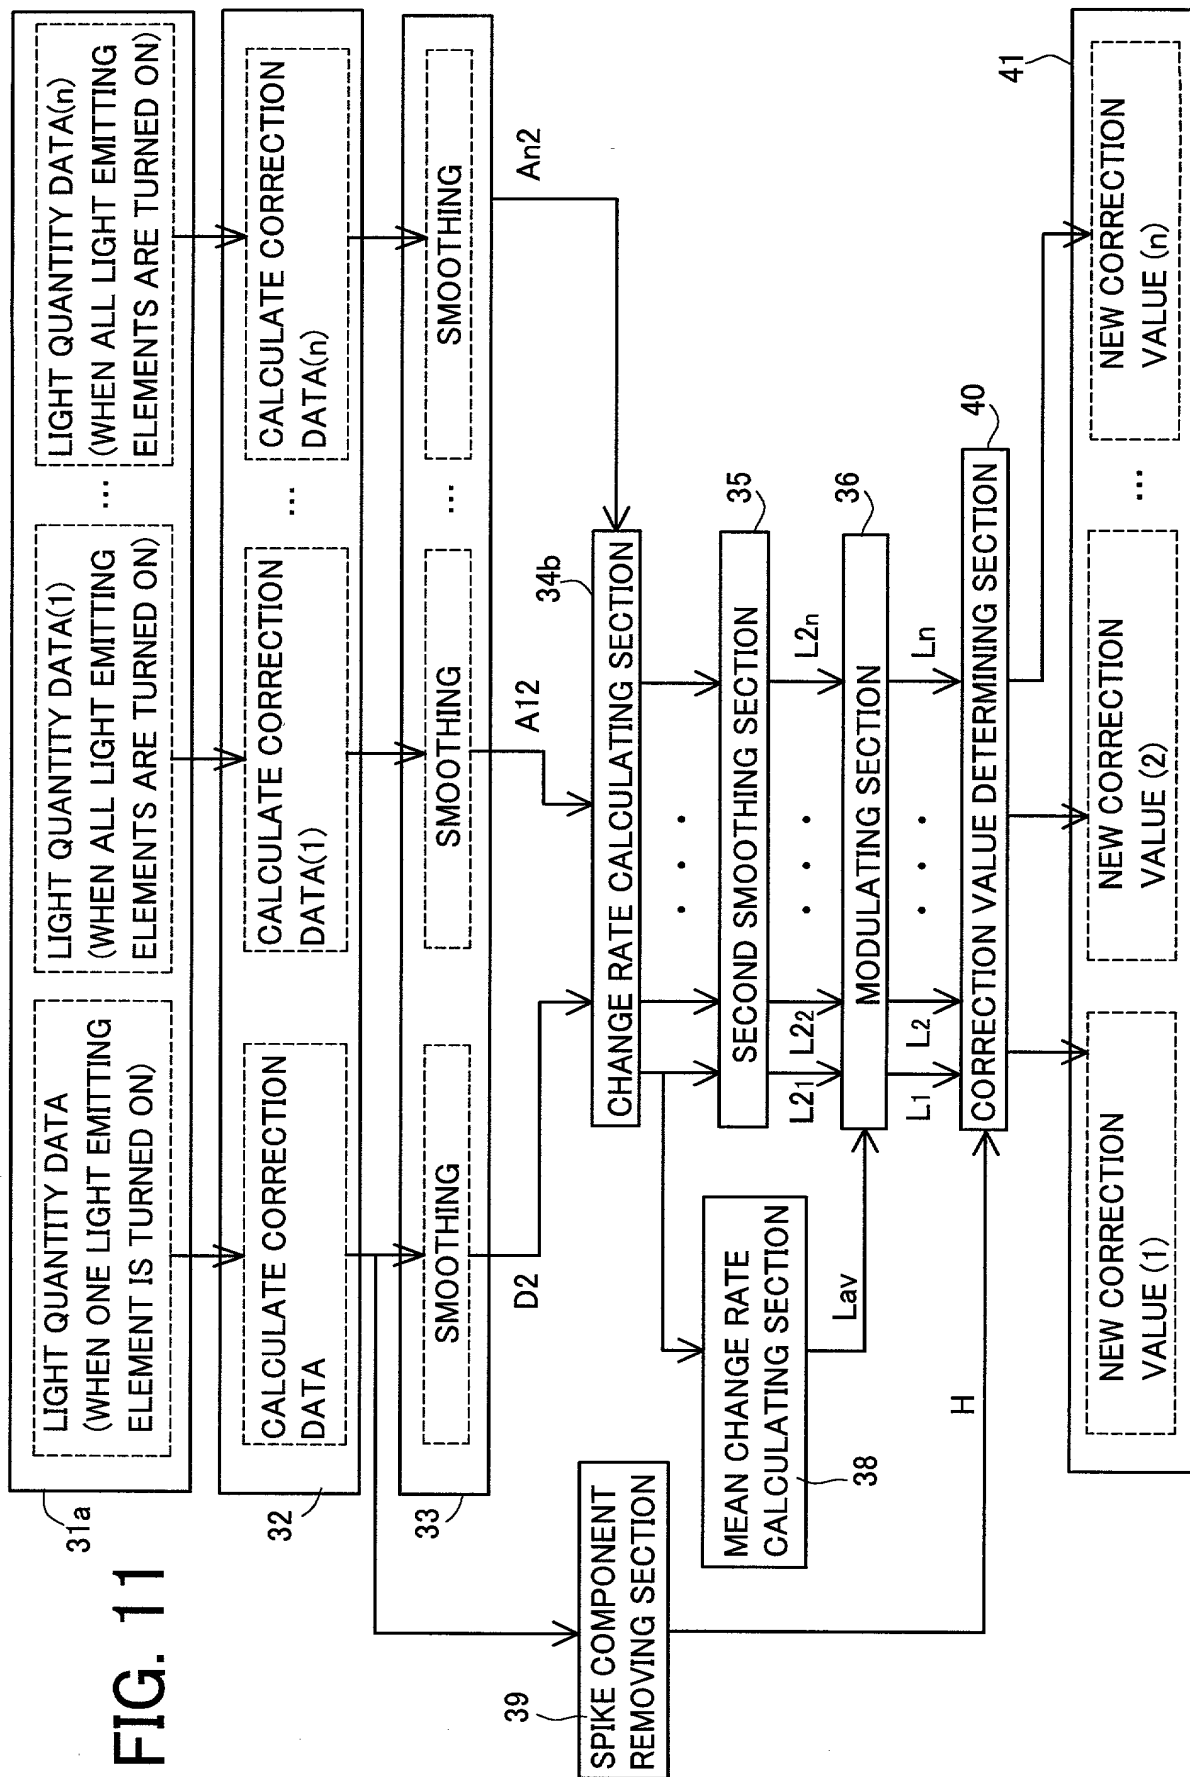 FIG. 11
31a
LIGHT QUANTITY DATA
(WHEN ONE LIGHT EMITTING
ELEMENT IS TURNED ON)
LIGHT QUANTITY DATA(1)
(WHEN ALL LIGHT EMITTING
ELEMENTS ARE TURNED ON)
...
LIGHT QUANTITY DATA(n)
(WHEN ALL LIGHT EMITTING
ELEMENTS ARE TURNED ON)
32
CALCULATE CORRECTION
DATA
CALCULATE CORRECTION
DATA(1)
...
CALCULATE CORRECTION
DATA(n)
33
SMOOTHING
SMOOTHING
...
SMOOTHING
D2
A12
An2
34b
CHANGE RATE CALCULATING SECTION
39
SPIKE COMPONENT
REMOVING SECTION
MEAN CHANGE RATE
CALCULATING SECTION
38
35
SECOND SMOOTHING SECTION
L21
L22
L2n
Lav
36
MODULATING SECTION
L1
L2
Ln
H
40
CORRECTION VALUE DETERMINING SECTION
41
NEW CORRECTION
VALUE (1)
NEW CORRECTION
VALUE (2)
...
NEW CORRECTION
VALUE (n)